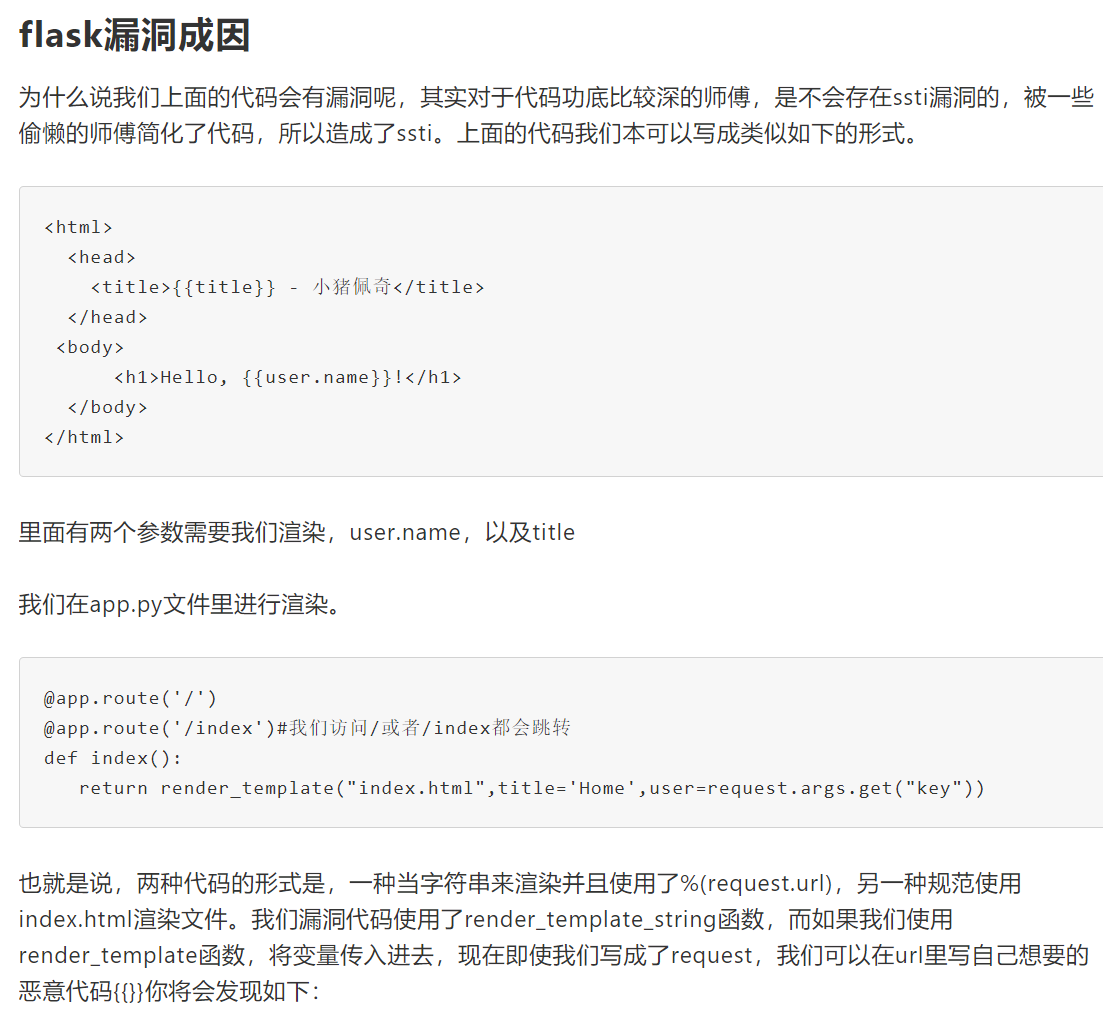 flask漏洞成因
为什么说我们上面的代码会有漏洞呢，其实对于代码功底比较深的师傅，是不会存在ssti漏洞的，被一些
偷懒的师傅简化了代码，所以造成了ssti。上面的代码我们本可以写成类似如下的形式。
<html>
  <head>
    <title>{{title}} - 小猪佩奇</title>
  </head>
 <body>
      <h1>Hello, {{user.name}}!</h1>
  </body>
</html>
里面有两个参数需要我们渲染，user.name，以及title
我们在app.py文件里进行渲染。
@app.route('/')
@app.route('/index')#我们访问/或者/index都会跳转
def index():
   return render_template("index.html",title='Home',user=request.args.get("key"))
也就是说，两种代码的形式是，一种当字符串来渲染并且使用了%(request.url)，另一种规范使用
index.html渲染文件。我们漏洞代码使用了render_template_string函数，而如果我们使用
render_template函数，将变量传入进去，现在即使我们写成了request，我们可以在url里写自己想要的
恶意代码{{}}你将会发现如下：